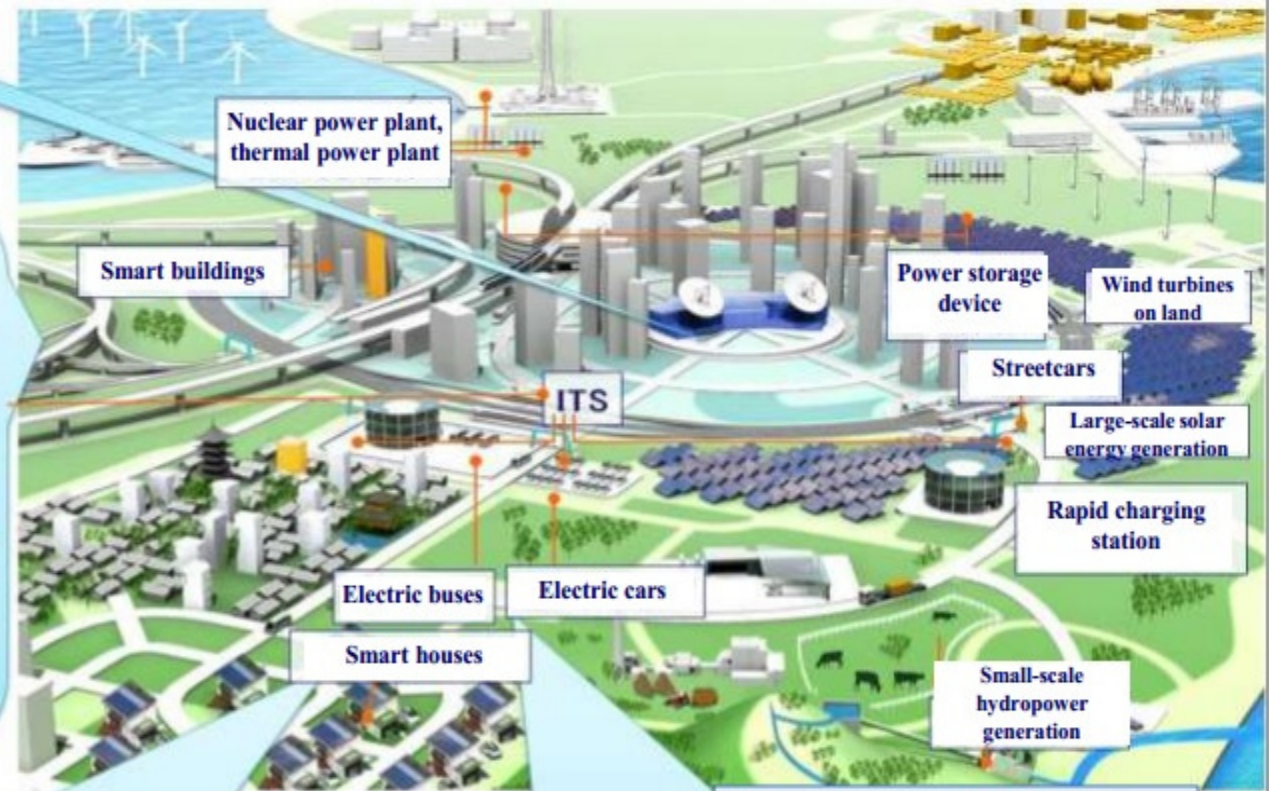 Nuclear power plant,
thermal power plant
Smart buildings
Power storage
device
Wind turbines
on land
Streetcars
ITS
Large-scale solar
energy generation
Rapid charging
station
Electric buses
Electric cars
Smart houses
Small-scale
hydropower
generation